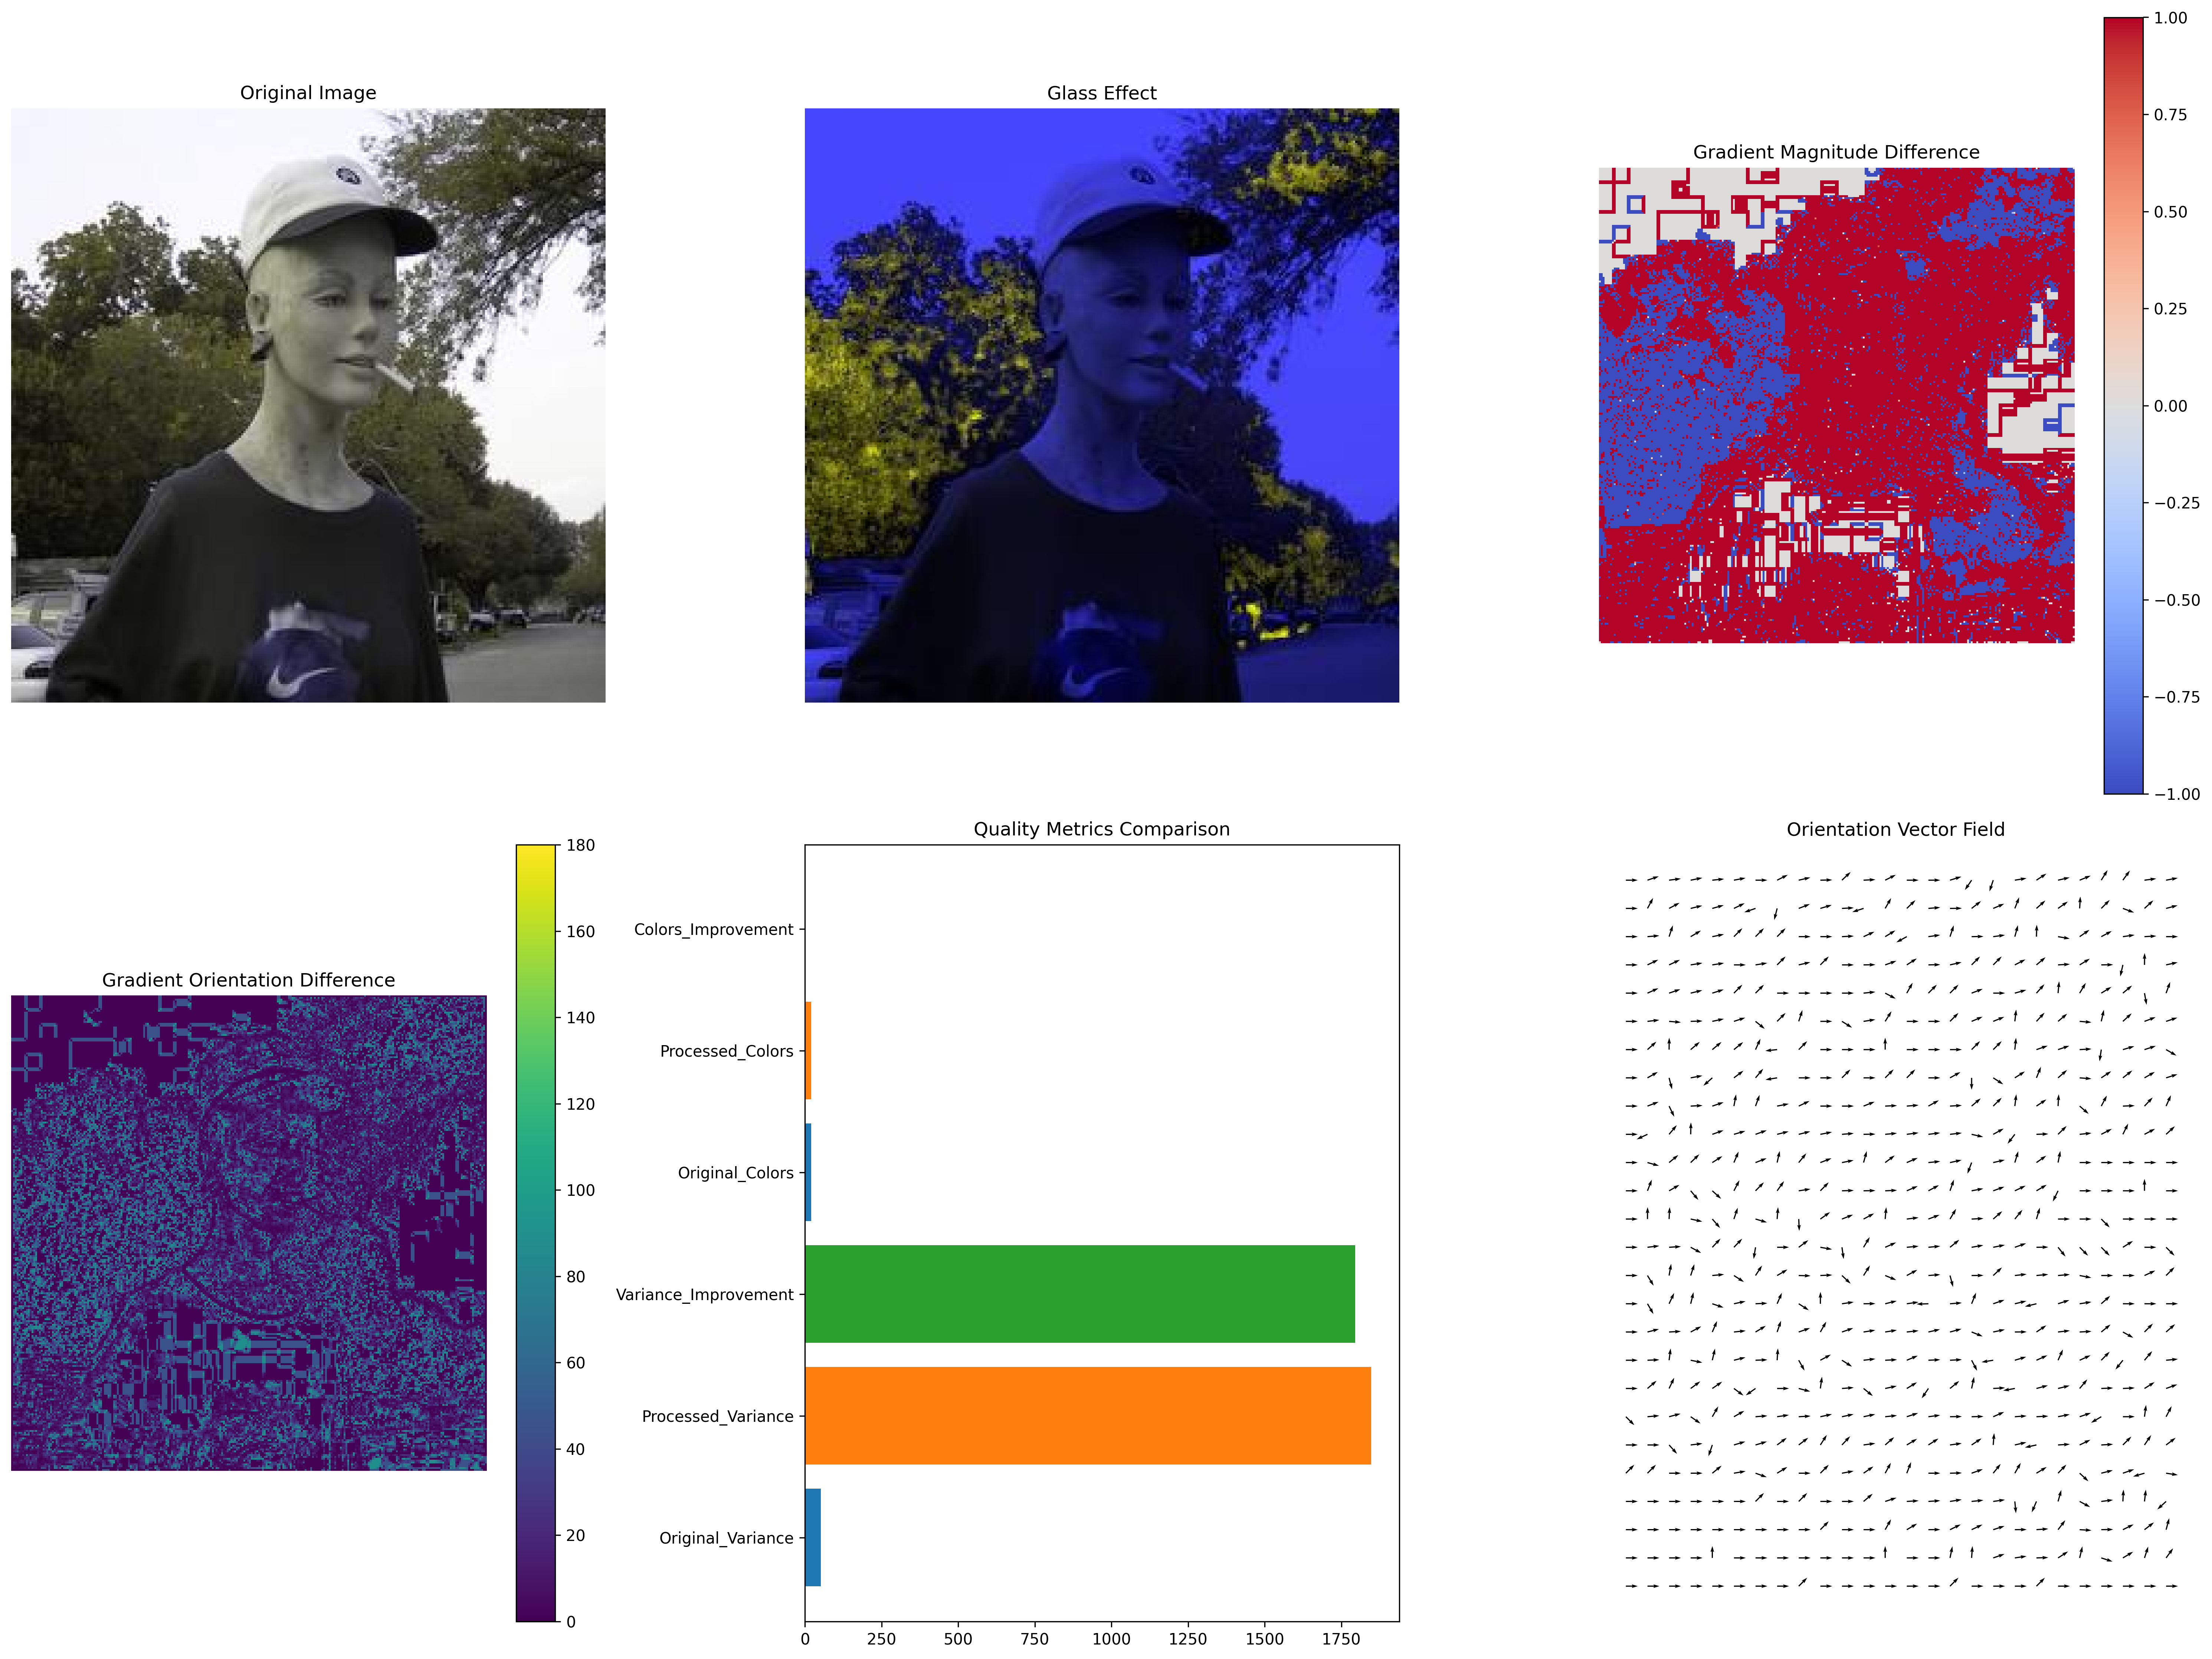 Original Image
Glass Effect
Gradient Magnitude Difference
1.00
0.75
0.50
0.25
0.00
−0.25
−0.50
−0.75
−1.00
Gradient Orientation Difference
180
160
140
120
100
80
60
40
20
0
Quality Metrics Comparison
Colors_Improvement
Processed_Colors
Original_Colors
Variance_Improvement
Processed_Variance
Original_Variance
0 250 500 750 1000 1250 1500 1750
Orientation Vector Field